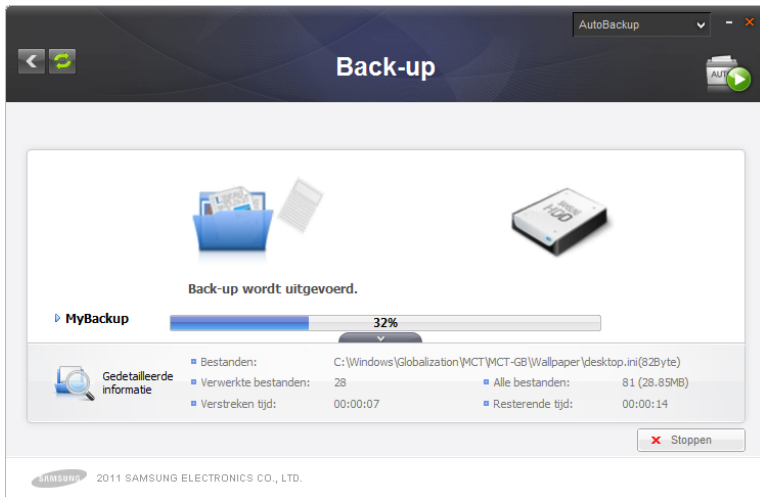 AutoBackup
Back-up
AUTO
SAMSUNG
HDD
Back-up wordt uitgevoerd.
MyBackup
32%
Gedetailleerde
informatie
Bestanden: C:\Windows\Globalization\MCT\MCT-GB\Wallpaper\desktop.ini(82Byte)
Verwerkte bestanden: 28 Alle bestanden: 81 (28.85MB)
Verstreken tijd: 00:00:07 Resterende tijd: 00:00:14
Stoppen
SAMSUNG 2011 SAMSUNG ELECTRONICS CO., LTD.